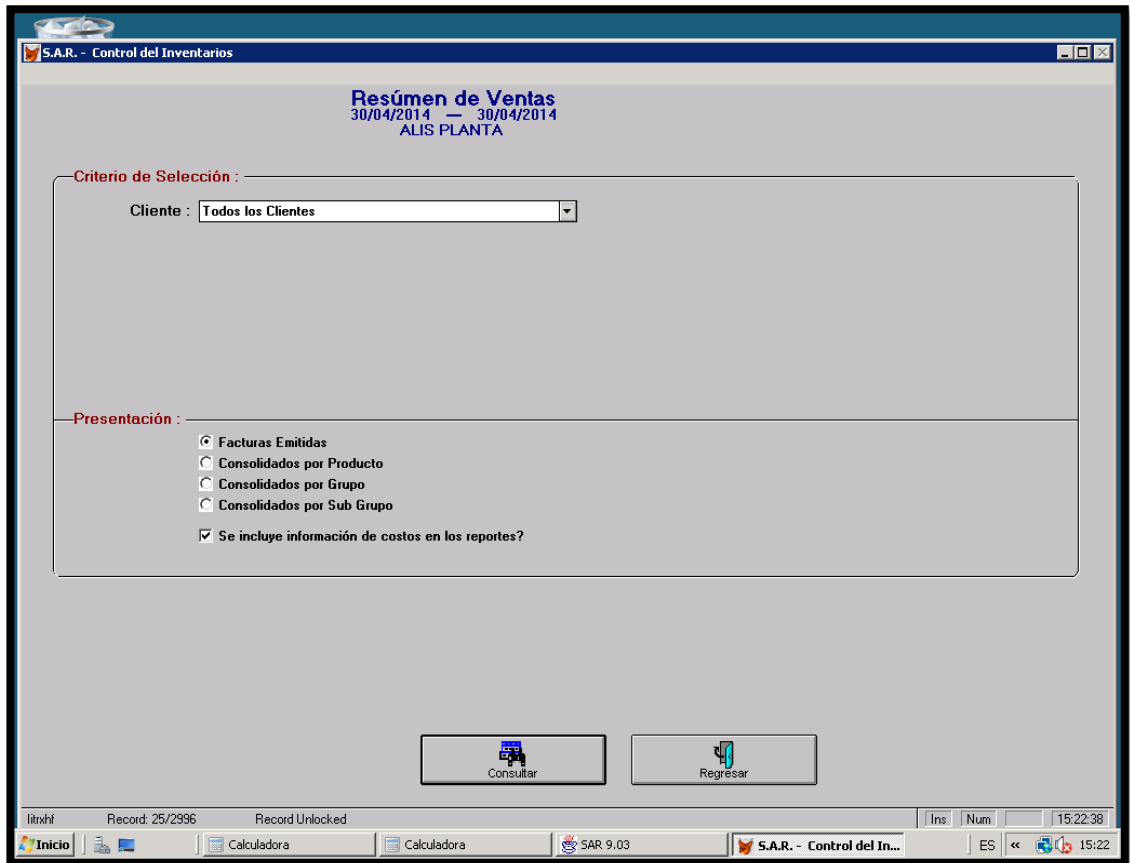 S.A.R. - Control del Inventarios
Resúmen de Ventas
30/04/2014 — 30/04/2014
ALIS PLANTA
Criterio de Selección :
Cliente : Todos los Clientes
Presentación :
Facturas Emitidas
Consolidados por Producto
Consolidados por Grupo
Consolidados por Sub Grupo
Se incluye información de costos en los reportes?
Consultar Regresar
litrxhf Record: 25/2996 Record Unlocked Ins Num 15:22:38
Inicio Calculadora Calculadora SAR 9.03 S.A.R. - Control del In... ES « 15:22